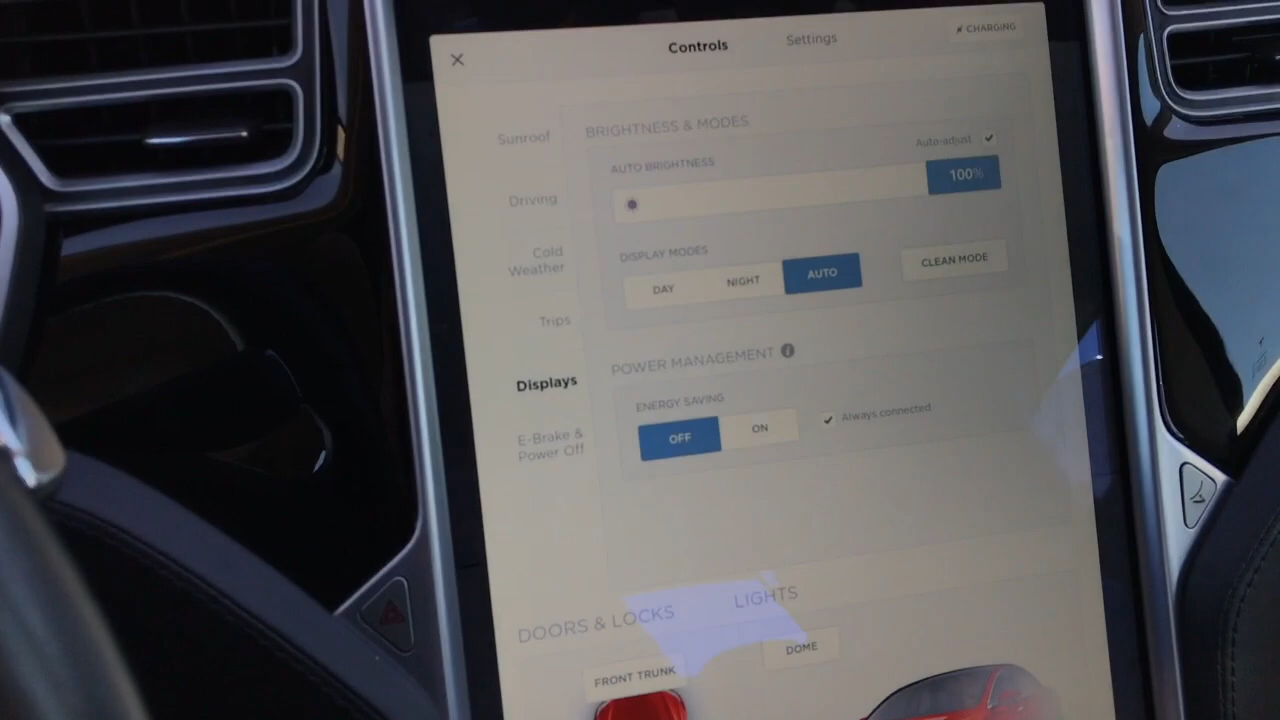 Controls
Settings
CHARGING
Sunroof
Driving
Cold
Weather
Trips
Displays
E-Brake &
Power Off
BRIGHTNESS & MODES
AUTO BRIGHTNESS
Auto-adjust
100%
DISPLAY MODES
DAY
NIGHT
AUTO
CLEAN MODE
POWER MANAGEMENT
ENERGY SAVING
OFF
ON
Always connected
DOORS & LOCKS
LIGHTS
FRONT TRUNK
DOME